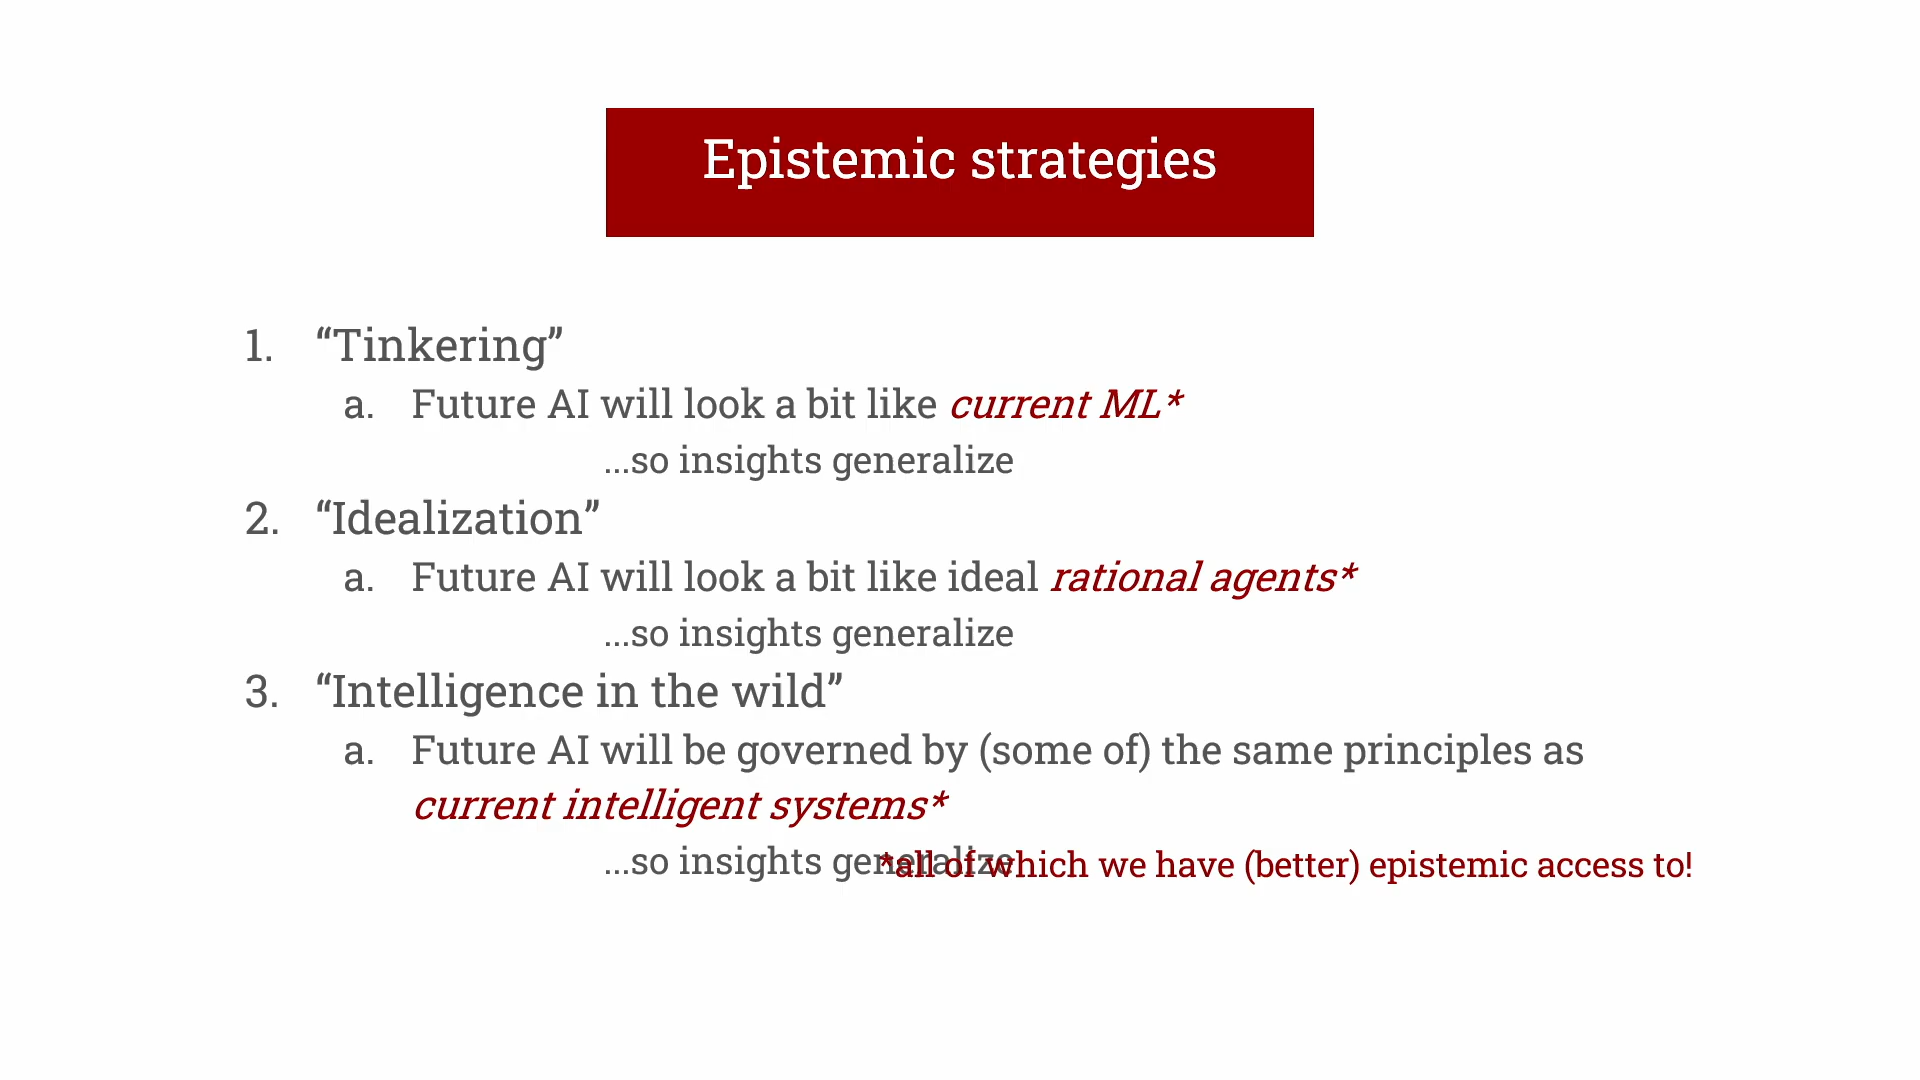 Epistemic strategies
1. “Tinkering”
a. Future AI will look a bit like current ML*
...so insights generalize
2. “Idealization”
a. Future AI will look a bit like ideal rational agents*
...so insights generalize
3. “Intelligence in the wild”
a. Future AI will be governed by (some of) the same principles as
current intelligent systems*
...so insights generalize
*all of which we have (better) epistemic access to!